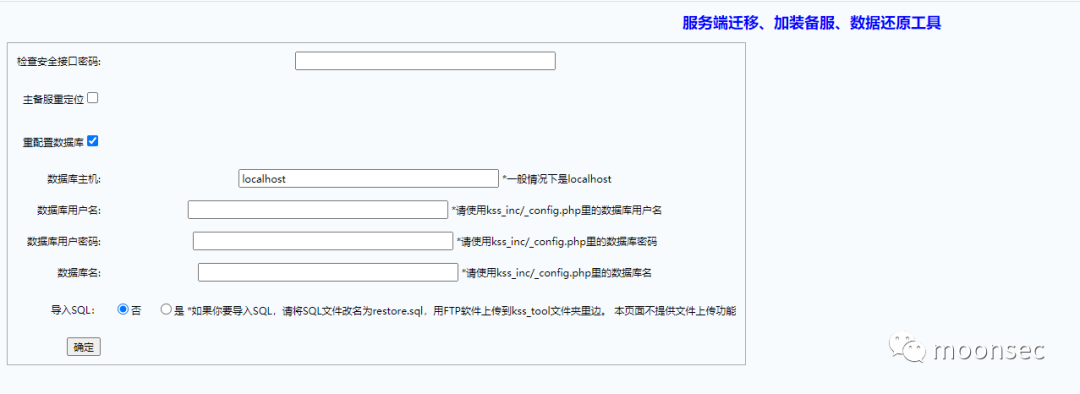 服务端迁移、加装备服、数据还原工具
检查安全接口密码:
主备服重定位
重配置数据库
数据库主机: localhost *一般情况下是localhost
数据库用户名: *请使用kss_inc/_config.php里的数据库用户名
数据库用户密码: *请使用kss_inc/_config.php里的数据库密码
数据库名: *请使用kss_inc/_config.php里的数据库名
导入SQL: 否 是 *如果你要导入SQL，请将SQL文件改名为restore.sql，用FTP软件上传到kss_tool文件夹里边。 本页面不提供文件上传功能
确定
moonsec